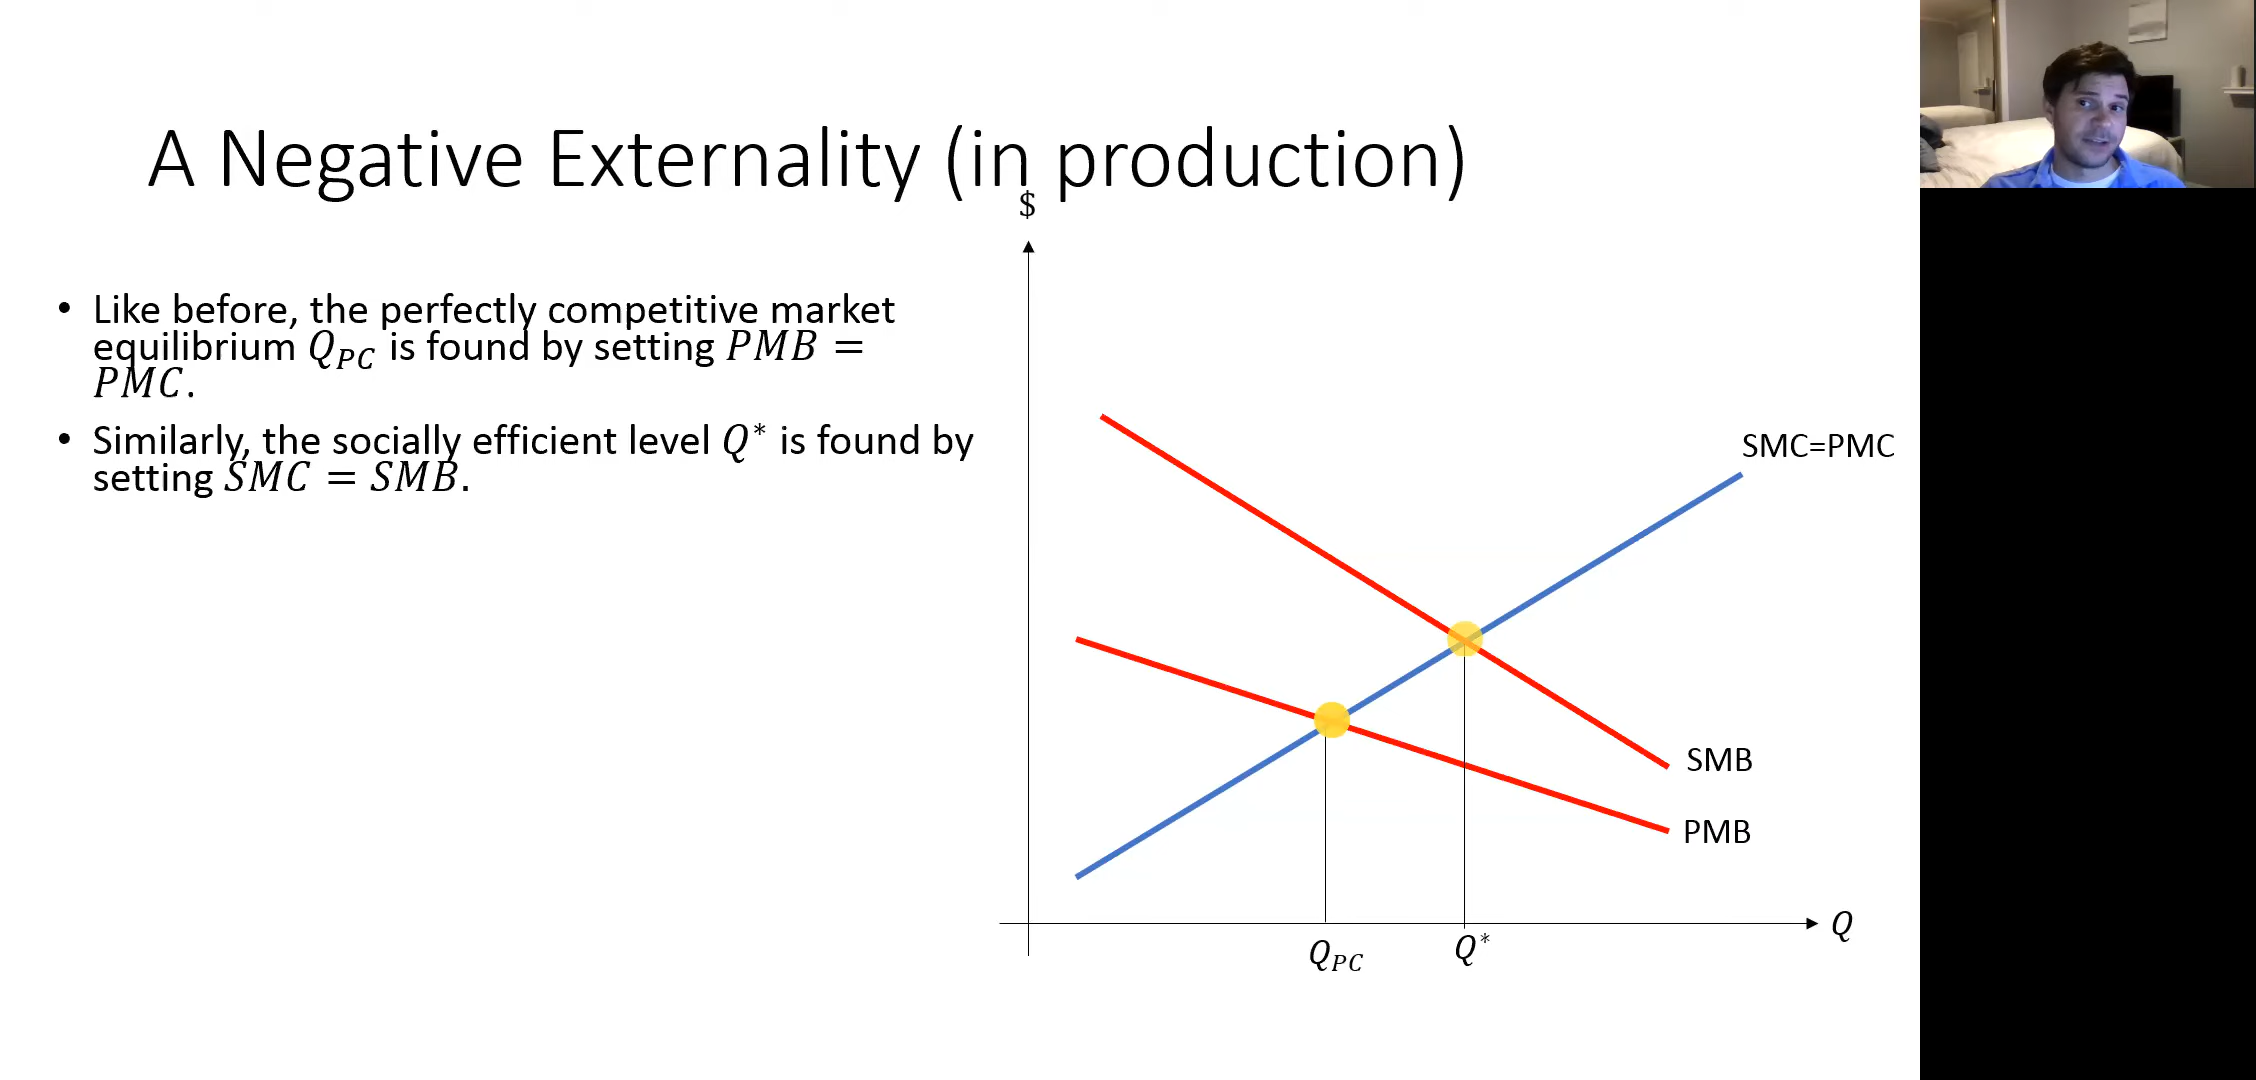 A Negative Externality (in production)
• Like before, the perfectly competitive market
equilibrium Q_PC is found by setting PMB =
PMC.
• Similarly, the socially efficient level Q* is found by
setting SMC = SMB.
$
SMC=PMC
SMB
PMB
Q
Q_PC
Q*